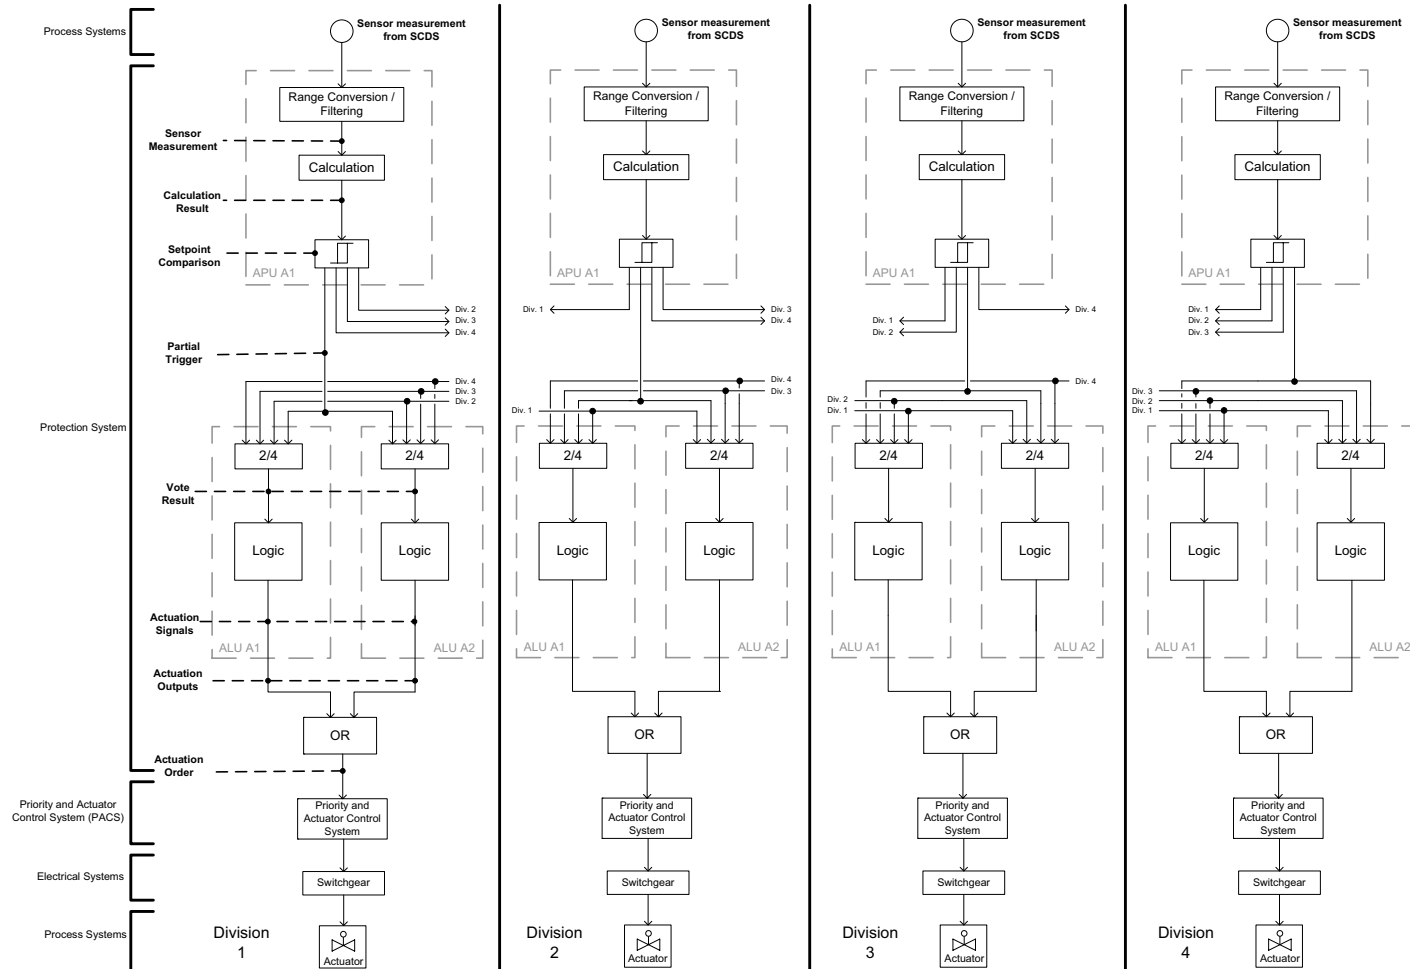 Process Systems
Protection System
Priority and Actuator
Control System (PACS)
Electrical Systems
Process Systems
Sensor
Measurement
Calculation
Result
Setpoint
Comparison
Partial
Trigger
Vote
Result
Actuation
Signals
Actuation
Outputs
Actuation
Order
Sensor measurement
from SCDS
Range Conversion /
Filtering
Calculation
APU A1
Div. 2
Div. 3
Div. 4
Div. 4
Div. 3
Div. 2
2/4
2/4
Logic
Logic
ALU A1
ALU A2
OR
Priority and
Actuator Control
System
Switchgear
Actuator
Division
1
Sensor measurement
from SCDS
Range Conversion /
Filtering
Calculation
APU A1
Div. 1
Div. 3
Div. 4
Div. 4
Div. 3
Div. 1
2/4
2/4
Logic
Logic
ALU A1
ALU A2
OR
Priority and
Actuator Control
System
Switchgear
Actuator
Division
2
Sensor measurement
from SCDS
Range Conversion /
Filtering
Calculation
APU A1
Div. 4
Div. 1
Div. 2
Div. 4
Div. 2
Div. 1
2/4
2/4
Logic
Logic
ALU A1
ALU A2
OR
Priority and
Actuator Control
System
Switchgear
Actuator
Division
3
Sensor measurement
from SCDS
Range Conversion /
Filtering
Calculation
APU A1
Div. 1
Div. 2
Div. 3
Div. 3
Div. 2
Div. 1
2/4
2/4
Logic
Logic
ALU A1
ALU A2
OR
Priority and
Actuator Control
System
Switchgear
Actuator
Division
4